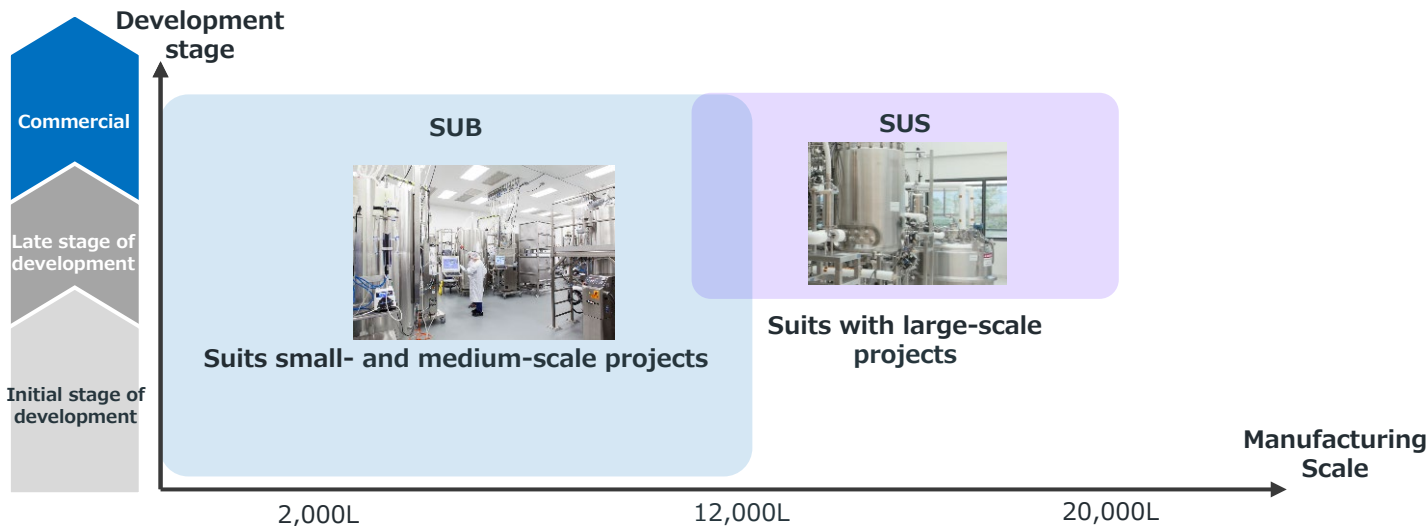 Development
stage
Commercial
Late stage of
development
Initial stage of
development
SUB
Suits small- and medium-scale projects
SUS
Suits with large-scale
projects
Manufacturing
Scale
2,000L
12,000L
20,000L